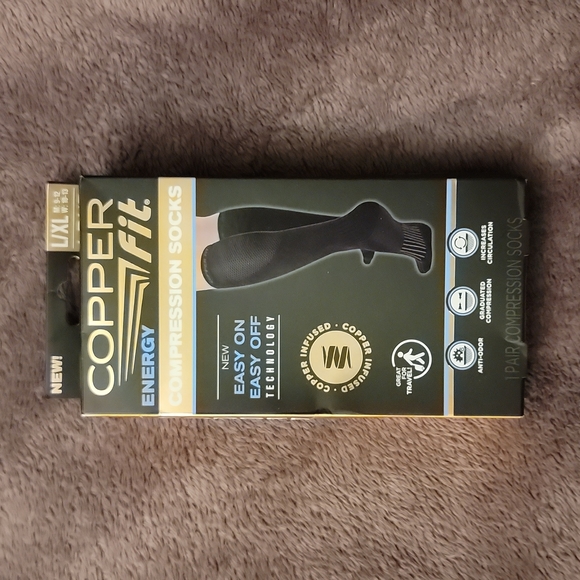 NEW!
L/XL
COPPER
fit®
ENERGY
COMPRESSION SOCKS
NEW
EASY ON
EASY OFF
TECHNOLOGY
COPPER INFUSED · COPPER INFUSED ·
GREAT
FOR
TRAVEL!
ANTI-ODOR
GRADUATED
COMPRESSION
INCREASES
CIRCULATION
1 PAIR COMPRESSION SOCKS